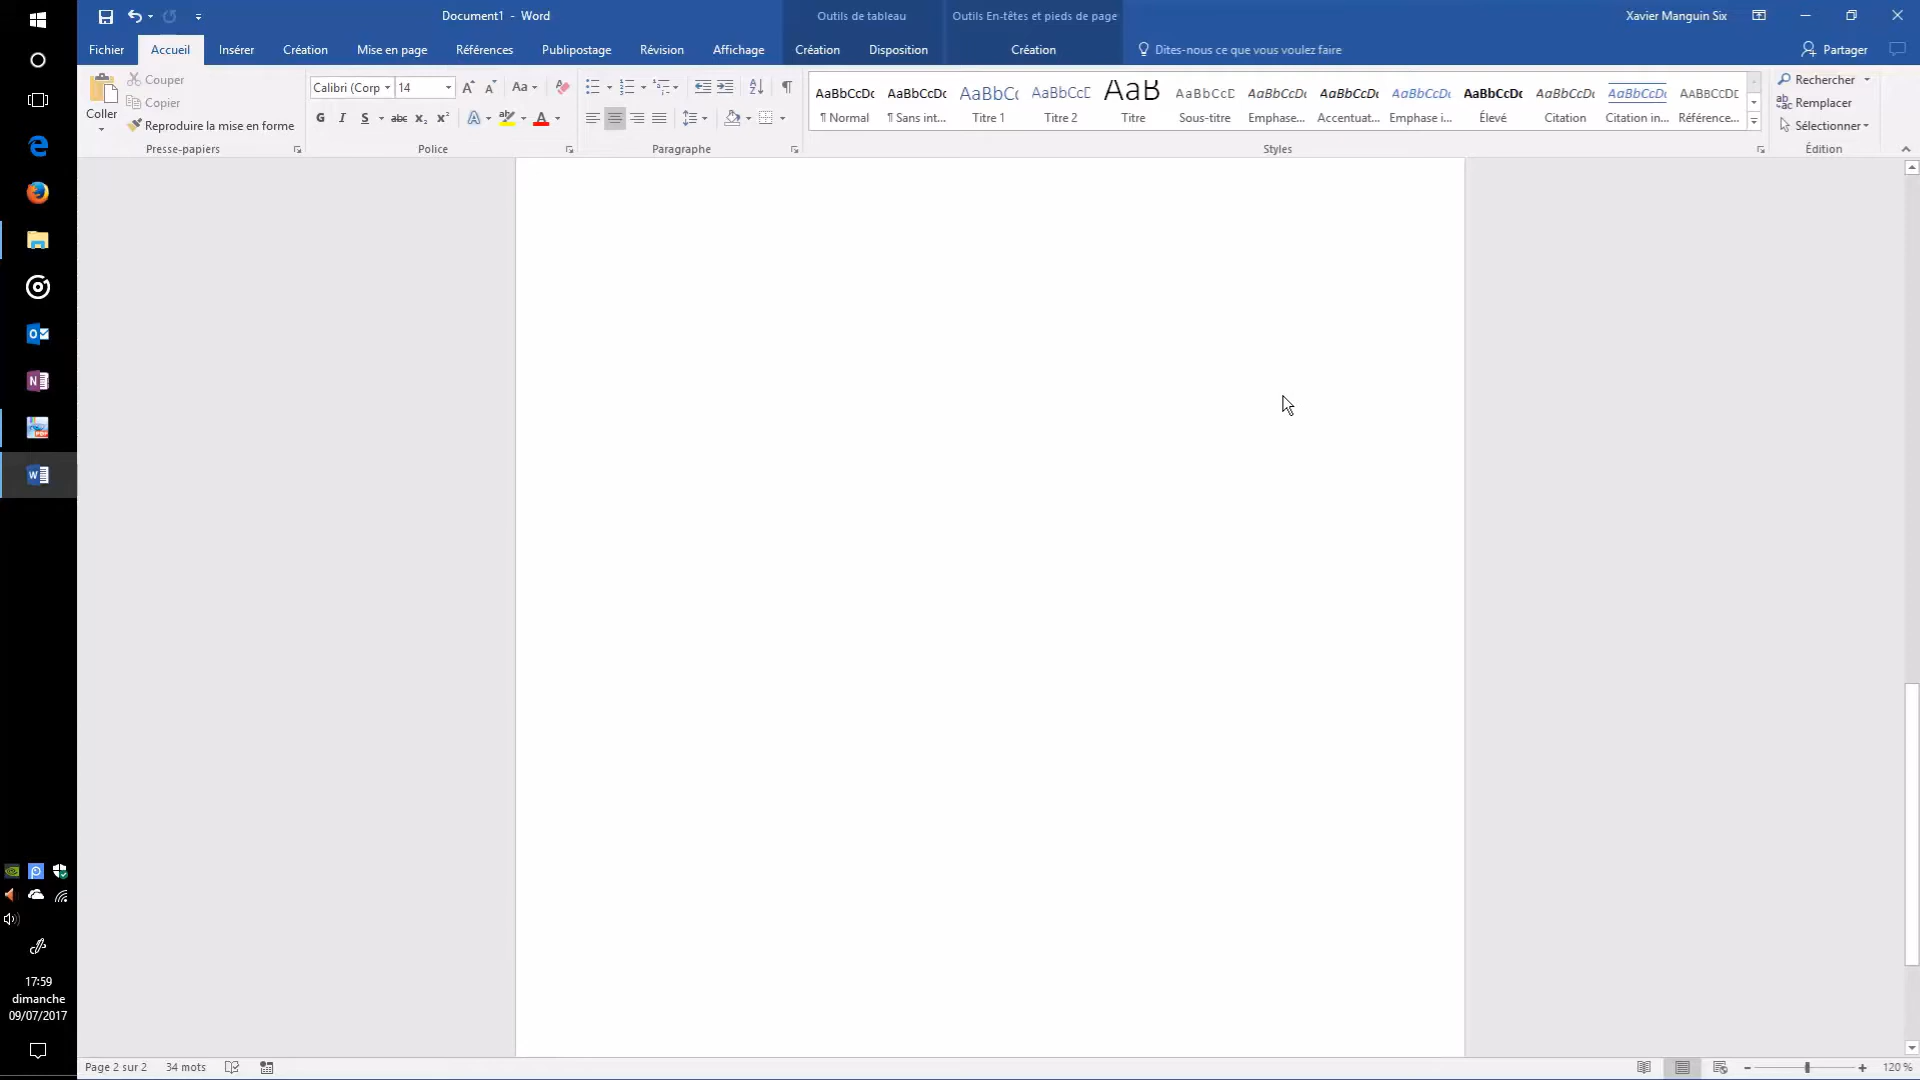 Document1 - Word
Outils de tableau
Outils En-têtes et pieds de page
Xavier Manguin Six
Fichier Accueil Insérer Création Mise en page Références Publipostage Révision Affichage Création Disposition Création Dites-nous ce que vous voulez faire Partager
Coller
Couper
Copier
Reproduire la mise en forme
Presse-papiers
Calibri (Corp 14
Aa
G I S abc x₂ x² A ab A
Police
Paragraphe
AaBbCcDc AaBbCcDc AaBbC( AaBbCcE AaB AaBbCcD AaBbCcDc AaBbCcDc AaBbCcDc AaBbCcDc AaBbCcDc AaBbCcDc AABBCCDE
¶ Normal ¶ Sans int... Titre 1 Titre 2 Titre Sous-titre Emphase... Accentuat... Emphase i... Élevé Citation Citation in... Référence...
Styles
Rechercher
Remplacer
Sélectionner
Édition
17:59
dimanche
09/07/2017
Page 2 sur 2 34 mots
120 %